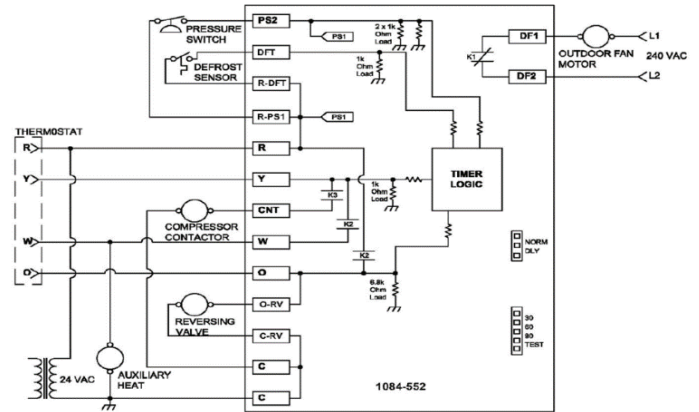 PS2
PRESSURE
SWITCH
PS1
2 x 1k
Ohm
Load
DF1
L1
OUTDOOR FAN
MOTOR
240 VAC
K1
DFT
DEFROST
SENSOR
1k
Ohm
Load
DF2
L2
R-DFT
R-PS1
PS1
THERMOSTAT
R
R
Y
Y
TIMER
LOGIC
K3
1k
Ohm
Load
CNT
COMPRESSOR
CONTACTOR
K2
W
W
K2
NORM
DLY
O
O
6.8k
Ohm
Load
O-RV
REVERSING
VALVE
C-RV
30
60
90
TEST
C
24 VAC
AUXILIARY
HEAT
C
1084-552